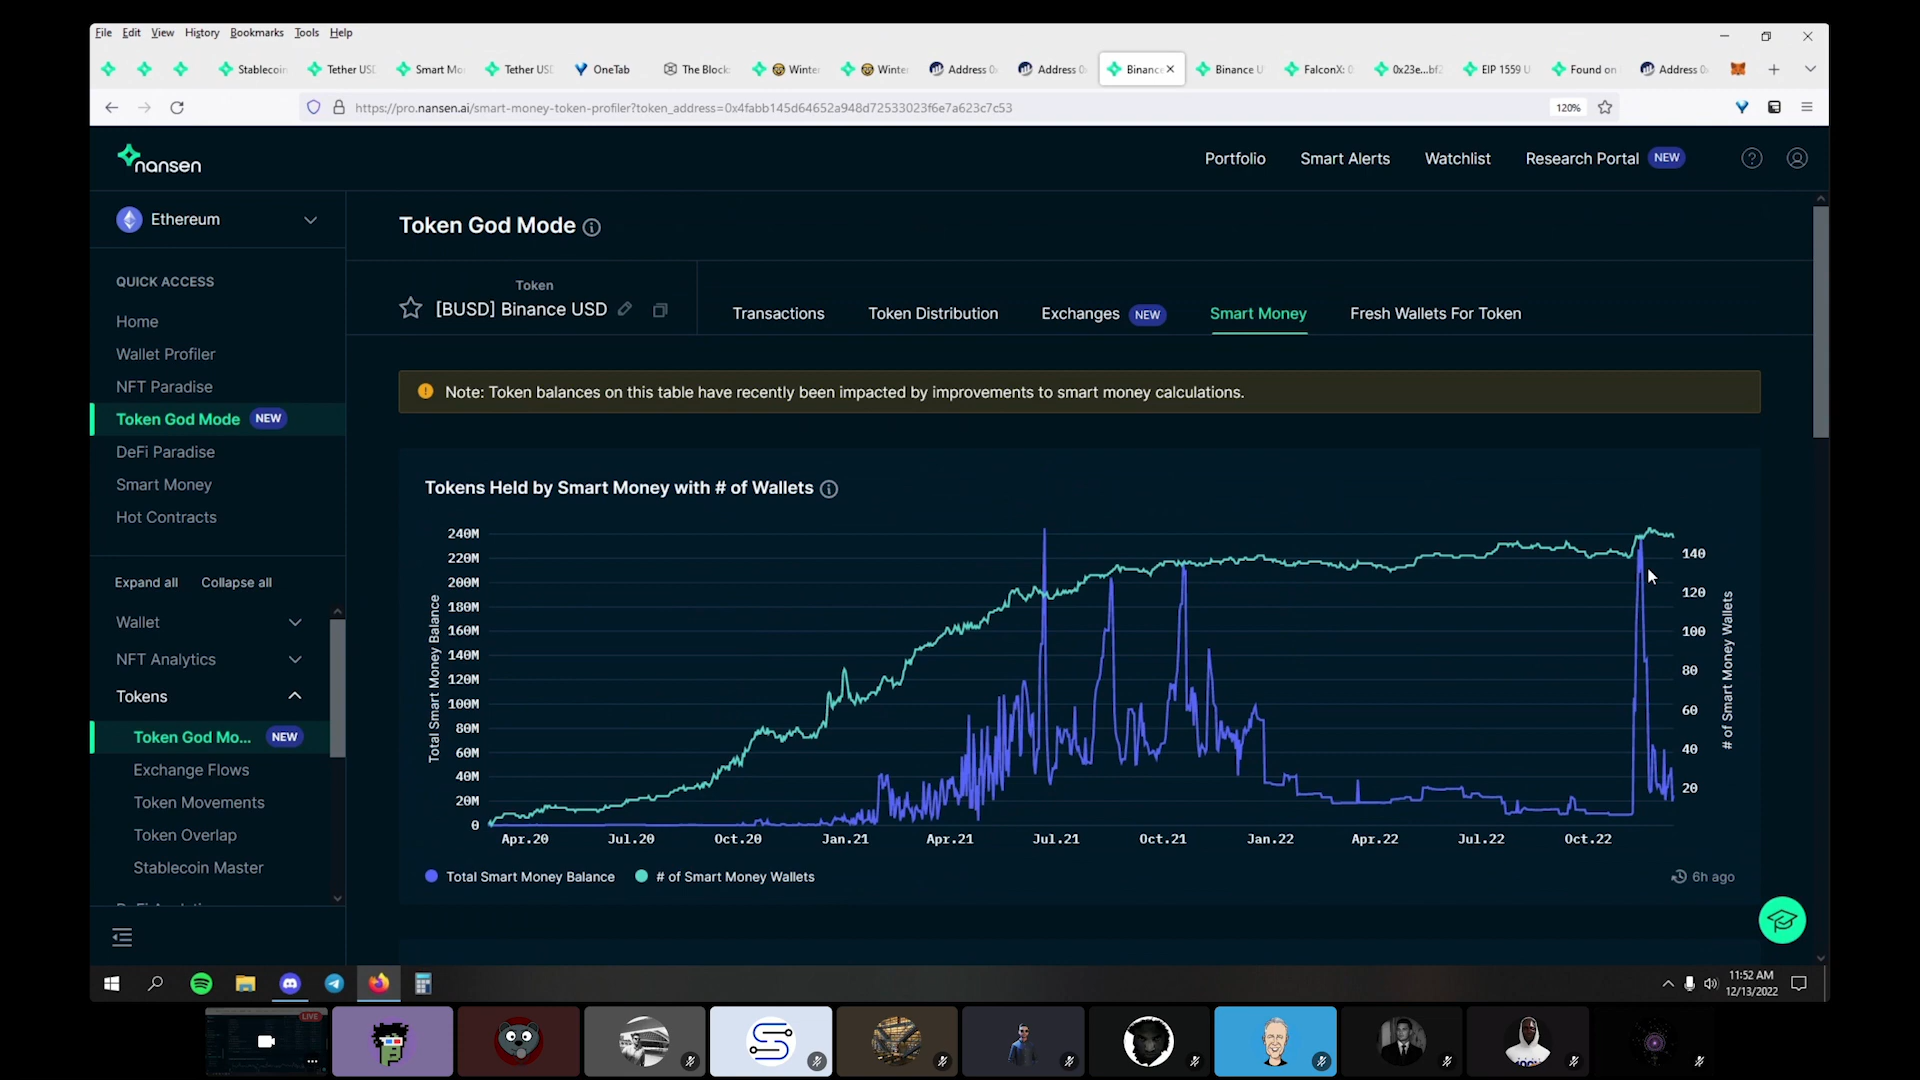 File Edit View History Bookmarks Tools Help
Stablecoin Tether USD Smart Mo Tether USD OneTab The Block Winter Winter Address 0 Address 0 Binance Binance U FalconX: 0 0x23e...bf2 EIP 1559 U Found on Address 0
https://pro.nansen.ai/smart-money-token-profiler?token_address=0x4fabb145d64652a948d72533023f6e7a623c7c53 120%
nansen
Portfolio Smart Alerts Watchlist Research Portal NEW
Ethereum
Token God Mode
QUICK ACCESS
Home
Wallet Profiler
NFT Paradise
Token God Mode NEW
DeFi Paradise
Smart Money
Hot Contracts
Expand all Collapse all
Wallet
NFT Analytics
Tokens
Token God Mo... NEW
Exchange Flows
Token Movements
Token Overlap
Stablecoin Master
Token
[BUSD] Binance USD
Transactions Token Distribution Exchanges NEW Smart Money Fresh Wallets For Token
Note: Token balances on this table have recently been impacted by improvements to smart money calculations.
Tokens Held by Smart Money with # of Wallets
Total Smart Money Balance
240M
220M
200M
180M
160M
140M
120M
100M
80M
60M
40M
20M
0
140
120
100
80
60
40
20
# of Smart Money Wallets
Apr.20 Jul.20 Oct.20 Jan.21 Apr.21 Jul.21 Oct.21 Jan.22 Apr.22 Jul.22 Oct.22
Total Smart Money Balance # of Smart Money Wallets
6h ago
11:52 AM
12/13/2022
LIVE